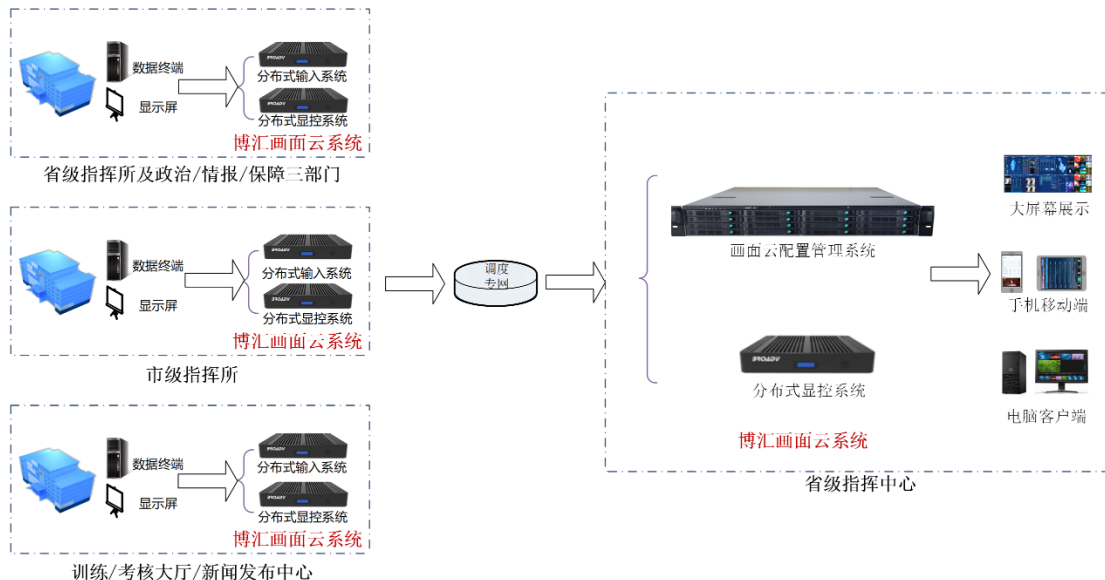 数据终端
显示屏
BROADV
分布式输入系统
BROADV
分布式显控系统
博汇画面云系统
省级指挥所及政治/情报/保障三部门
数据终端
显示屏
BROADV
分布式输入系统
BROADV
分布式显控系统
博汇画面云系统
市级指挥所
数据终端
显示屏
BROADV
分布式输入系统
BROADV
分布式显控系统
博汇画面云系统
训练/考核大厅/新闻发布中心
调度
专网
画面云配置管理系统
BROADV
分布式显控系统
博汇画面云系统
大屏幕展示
手机移动端
电脑客户端
省级指挥中心